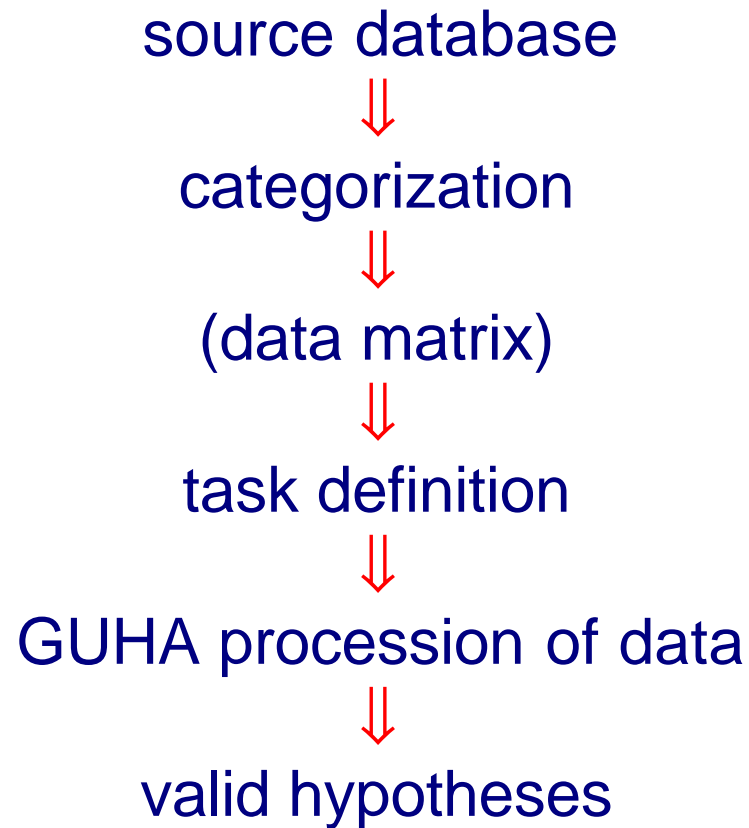 source database
⇓
categorization
⇓
(data matrix)
⇓
task definition
⇓
GUHA procession of data
⇓
valid hypotheses